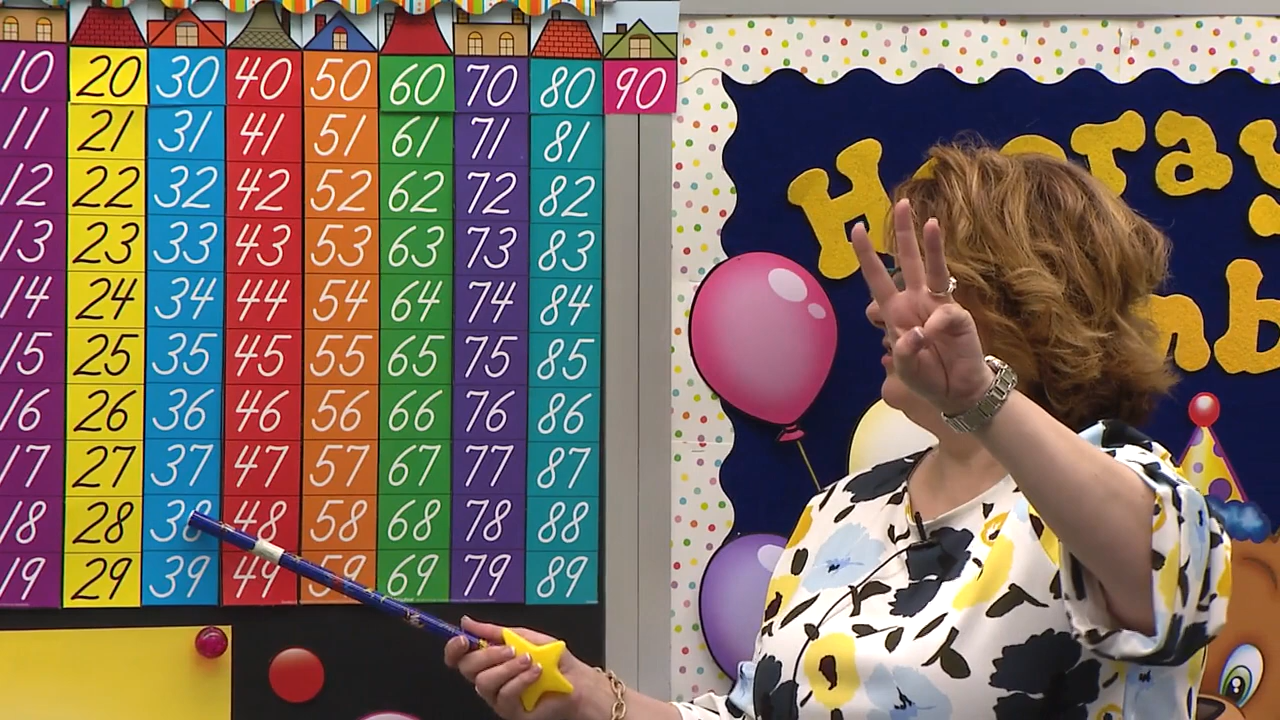 10 20 30 40 50 60 70 80 90
11 21 31 41 51 61 71 81
12 22 32 42 52 62 72 82
13 23 33 43 53 63 73 83
14 24 34 44 54 64 74 84
15 25 35 45 55 65 75 85
16 26 36 46 56 66 76 86
17 27 37 47 57 67 77 87
18 28 38 48 58 68 78 88
19 29 39 49 59 69 79 89